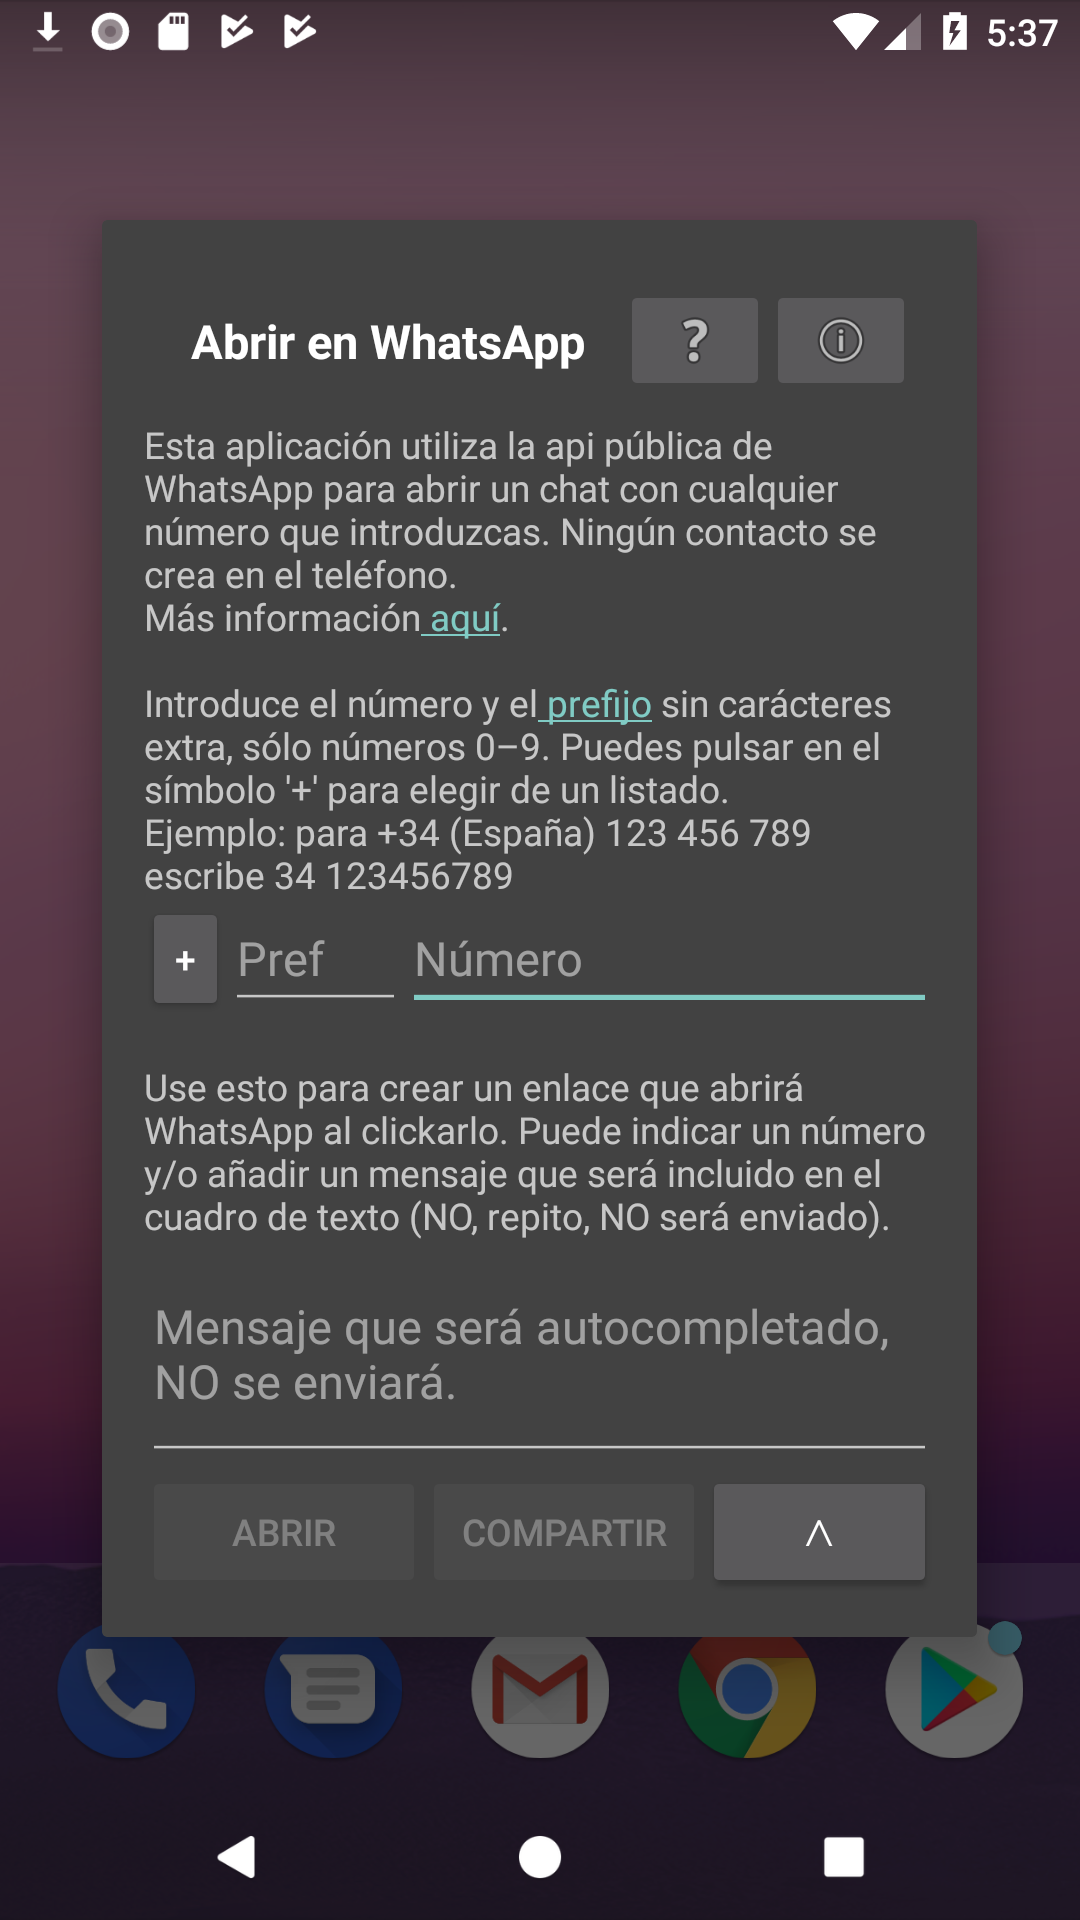 5:37
Abrir en WhatsApp
?
Esta aplicación utiliza la api pública de
WhatsApp para abrir un chat con cualquier
número que introduzcas. Ningún contacto se
crea en el teléfono.
Más información aquí.
Introduce el número y el prefijo sin carácteres
extra, sólo números 0–9. Puedes pulsar en el
símbolo '+' para elegir de un listado.
Ejemplo: para +34 (España) 123 456 789
escribe 34 123456789
+ Pref Número
Use esto para crear un enlace que abrirá
WhatsApp al clickarlo. Puede indicar un número
y/o añadir un mensaje que será incluido en el
cuadro de texto (NO, repito, NO será enviado).
Mensaje que será autocompletado,
NO se enviará.
ABRIR COMPARTIR ^